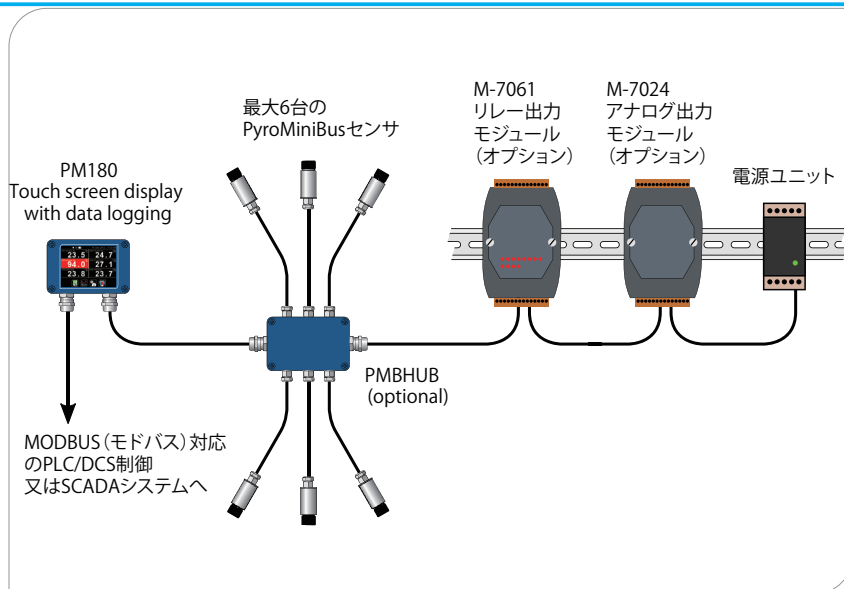 最大6台の
PyroMiniBusセンサ
M-7061
リレー出力
モジュール
（オプション）
M-7024
アナログ出力
モジュール
（オプション）
電源ユニット
PM180
Touch screen display
with data logging
23.5 24.7
94.0 27.1
23.8 23.7
PMBHUB
(optional)
MODBUS（モドバス）対応
のPLC/DCS制御
又はSCADAシステムへ